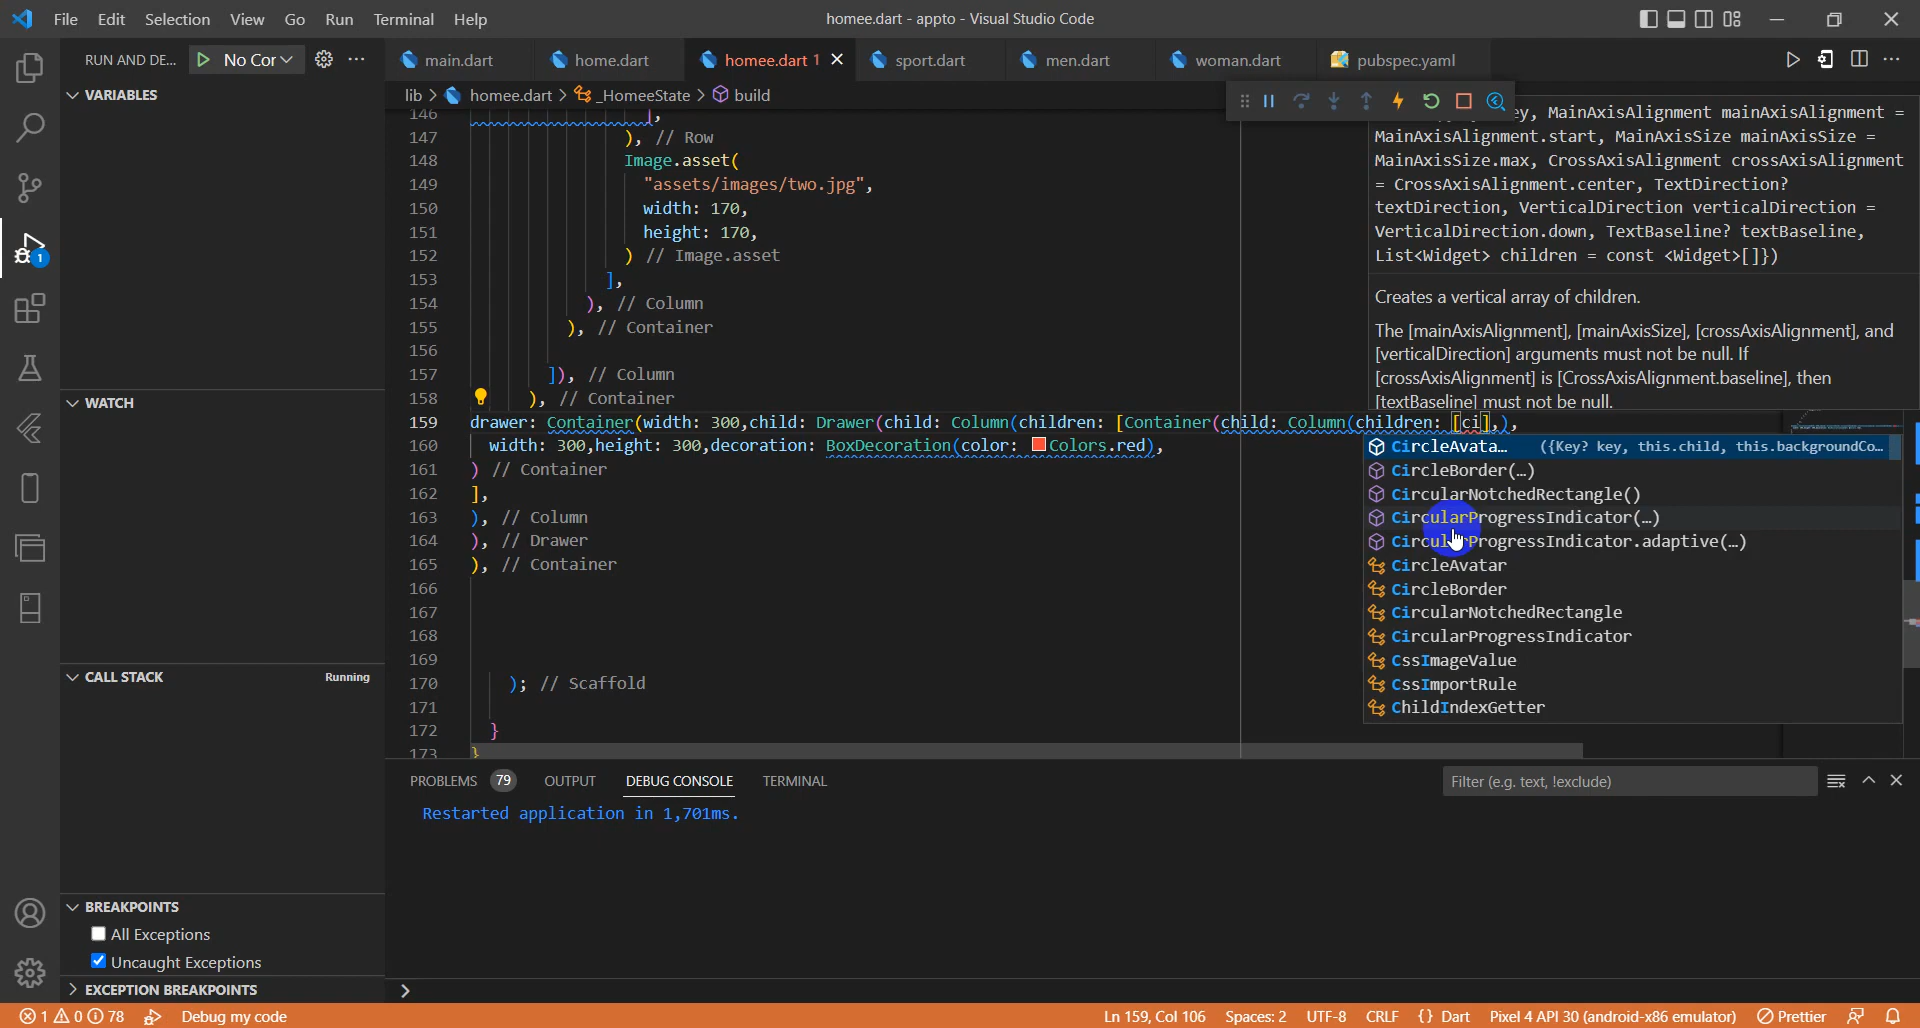 File Edit Selection View Go Run Terminal Help
homee.dart - appto - Visual Studio Code
RUN AND DE... No Cor
main.dart home.dart homee.dart 1 sport.dart men.dart woman.dart pubspec.yaml
lib > homee.dart > _HomeeState > build
VARIABLES
WATCH
CALL STACK Running
BREAKPOINTS
All Exceptions
Uncaught Exceptions
EXCEPTION BREAKPOINTS
146 ],
147 ), // Row
148 Image.asset(
149 "assets/images/two.jpg",
150 width: 170,
151 height: 170,
152 ) // Image.asset
153 ],
154 ), // Column
155 ), // Container
156
157 ]), // Column
158 ), // Container
159 drawer: Container(width: 300,child: Drawer(child: Column(children: [Container(child: Column(children: [ci],),
160 width: 300,height: 300,decoration: BoxDecoration(color: Colors.red),
161 ) // Container
162 ],
163 ), // Column
164 ), // Drawer
165 ), // Container
166
167
168
169
170 ); // Scaffold
171
172 }
173 }
ey, MainAxisAlignment mainAxisAlignment =
MainAxisAlignment.start, MainAxisSize mainAxisSize =
MainAxisSize.max, CrossAxisAlignment crossAxisAlignment
= CrossAxisAlignment.center, TextDirection?
textDirection, VerticalDirection verticalDirection =
VerticalDirection.down, TextBaseline? textBaseline,
List<Widget> children = const <Widget>[]})
Creates a vertical array of children.
The [mainAxisAlignment], [mainAxisSize], [crossAxisAlignment], and
[verticalDirection] arguments must not be null. If
[crossAxisAlignment] is [CrossAxisAlignment.baseline], then
[textBaseline] must not be null.
CircleAvata… ({Key? key, this.child, this.backgroundCo…
CircleBorder(…)
CircularNotchedRectangle()
CircularProgressIndicator(…)
CircularProgressIndicator.adaptive(…)
CircleAvatar
CircleBorder
CircularNotchedRectangle
CircularProgressIndicator
CssImageValue
CssImportRule
ChildIndexGetter
PROBLEMS 79 OUTPUT DEBUG CONSOLE TERMINAL
Filter (e.g. text, !exclude)
Restarted application in 1,701ms.
1 0 78 Debug my code
Ln 159, Col 106 Spaces: 2 UTF-8 CRLF {} Dart Pixel 4 API 30 (android-x86 emulator) Prettier